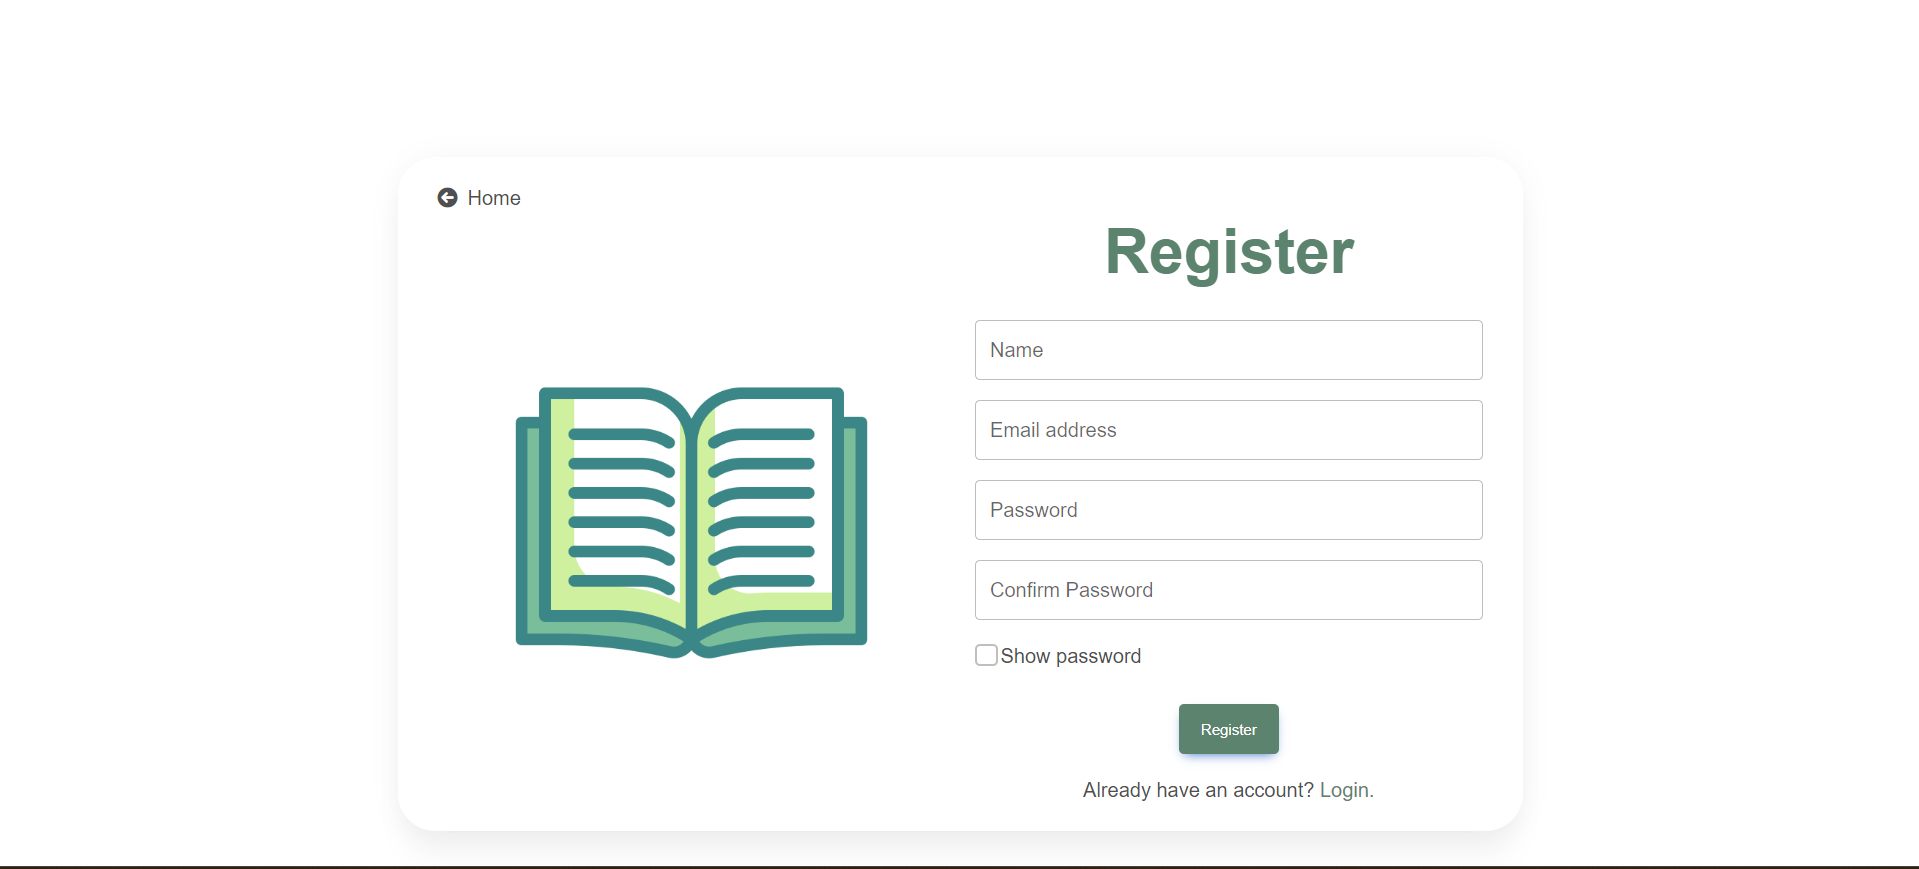 Home
Register
Name
Email address
Password
Confirm Password
Show password
Register
Already have an account? Login.